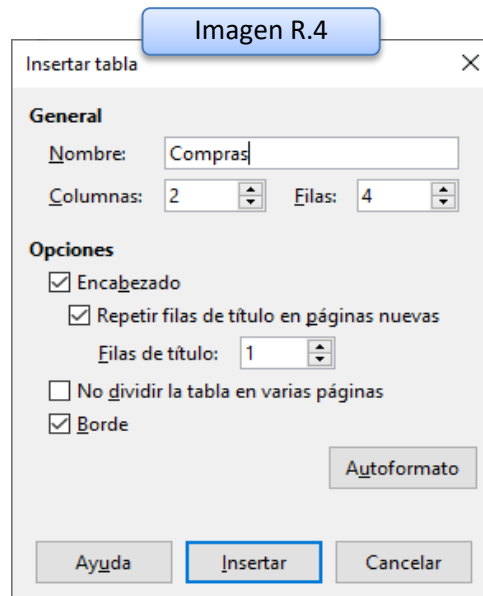 Imagen R.4
Insertar tabla
General
Nombre: Compras
Columnas: 2 Filas: 4
Opciones
Encabezado
Repetir filas de título en páginas nuevas
Filas de título: 1
No dividir la tabla en varias páginas
Borde
Autoformato
Ayuda Insertar Cancelar